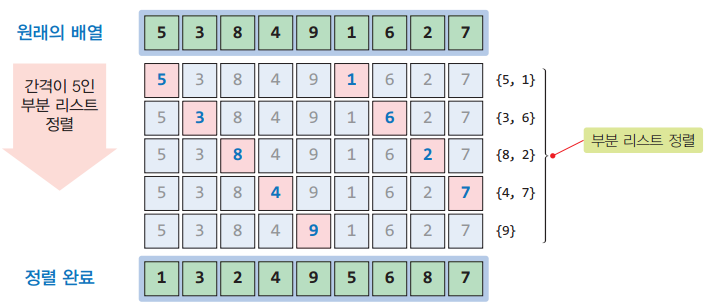 원래의 배열 5 3 8 4 9 1 6 2 7
간격이 5인
부분 리스트
정렬
5 3 8 4 9 1 6 2 7 {5, 1}
5 3 8 4 9 1 6 2 7 {3, 6}
5 3 8 4 9 1 6 2 7 {8, 2}
5 3 8 4 9 1 6 2 7 {4, 7}
5 3 8 4 9 1 6 2 7 {9}
부분 리스트 정렬
정렬 완료 1 3 2 4 9 5 6 8 7